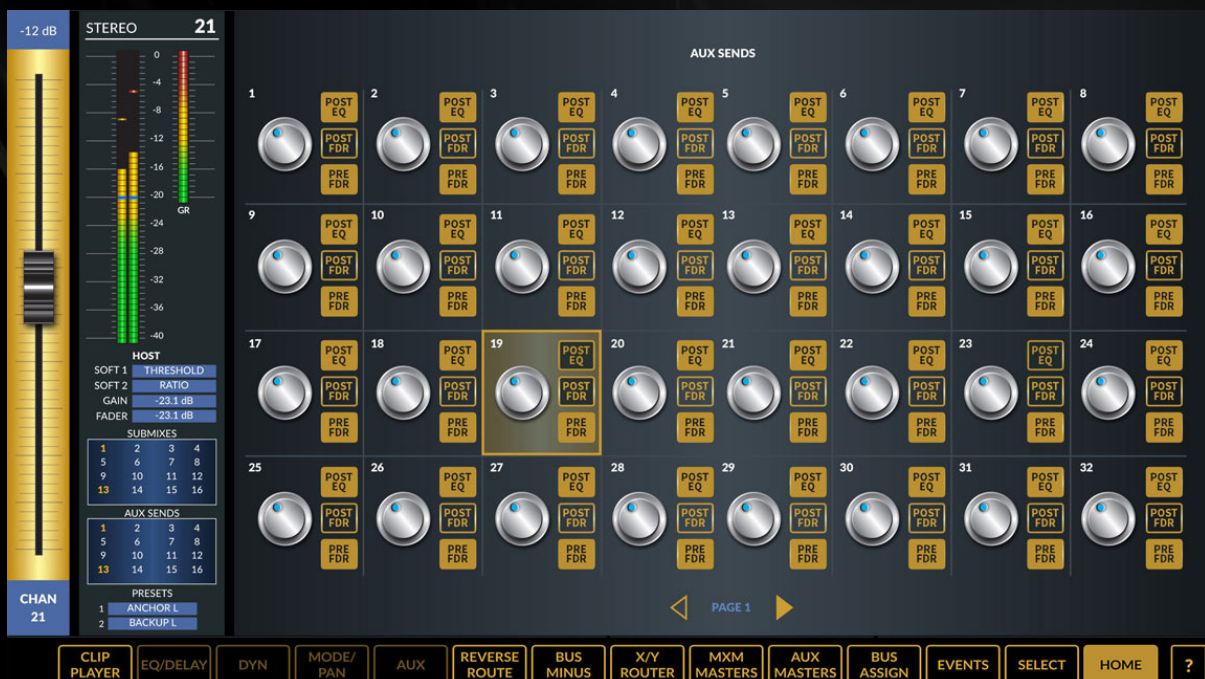 -12 dB
STEREO 21
0
-4
-8
-12
-16
-20
-24
-28
-32
-36
-40
GR
HOST
SOFT 1 THRESHOLD
SOFT 2 RATIO
GAIN -23.1 dB
FADER -23.1 dB
SUBMIXES
1 2 3 4
5 6 7 8
9 10 11 12
13 14 15 16
AUX SENDS
1 2 3 4
5 6 7 8
9 10 11 12
13 14 15 16
PRESETS
1 ANCHOR L
2 BACKUP L
CHAN
21
AUX SENDS
1 POST EQ 2 POST EQ 3 POST EQ 4 POST EQ 5 POST EQ 6 POST EQ 7 POST EQ 8 POST EQ
POST FDR POST FDR POST FDR POST FDR POST FDR POST FDR POST FDR POST FDR
PRE FDR PRE FDR PRE FDR PRE FDR PRE FDR PRE FDR PRE FDR PRE FDR
9 POST EQ 10 POST EQ 11 POST EQ 12 POST EQ 13 POST EQ 14 POST EQ 15 POST EQ 16 POST EQ
POST FDR POST FDR POST FDR POST FDR POST FDR POST FDR POST FDR POST FDR
PRE FDR PRE FDR PRE FDR PRE FDR PRE FDR PRE FDR PRE FDR PRE FDR
17 POST EQ 18 POST EQ 19 POST EQ 20 POST EQ 21 POST EQ 22 POST EQ 23 POST EQ 24 POST EQ
POST FDR POST FDR POST FDR POST FDR POST FDR POST FDR POST FDR POST FDR
PRE FDR PRE FDR PRE FDR PRE FDR PRE FDR PRE FDR PRE FDR PRE FDR
25 POST EQ 26 POST EQ 27 POST EQ 28 POST EQ 29 POST EQ 30 POST EQ 31 POST EQ 32 POST EQ
POST FDR POST FDR POST FDR POST FDR POST FDR POST FDR POST FDR POST FDR
PRE FDR PRE FDR PRE FDR PRE FDR PRE FDR PRE FDR PRE FDR PRE FDR
PAGE 1
CLIP PLAYER EQ/DELAY DYN MODE/ PAN AUX REVERSE ROUTE BUS MINUS X/Y ROUTER MXM MASTERS AUX MASTERS BUS ASSIGN EVENTS SELECT HOME ?